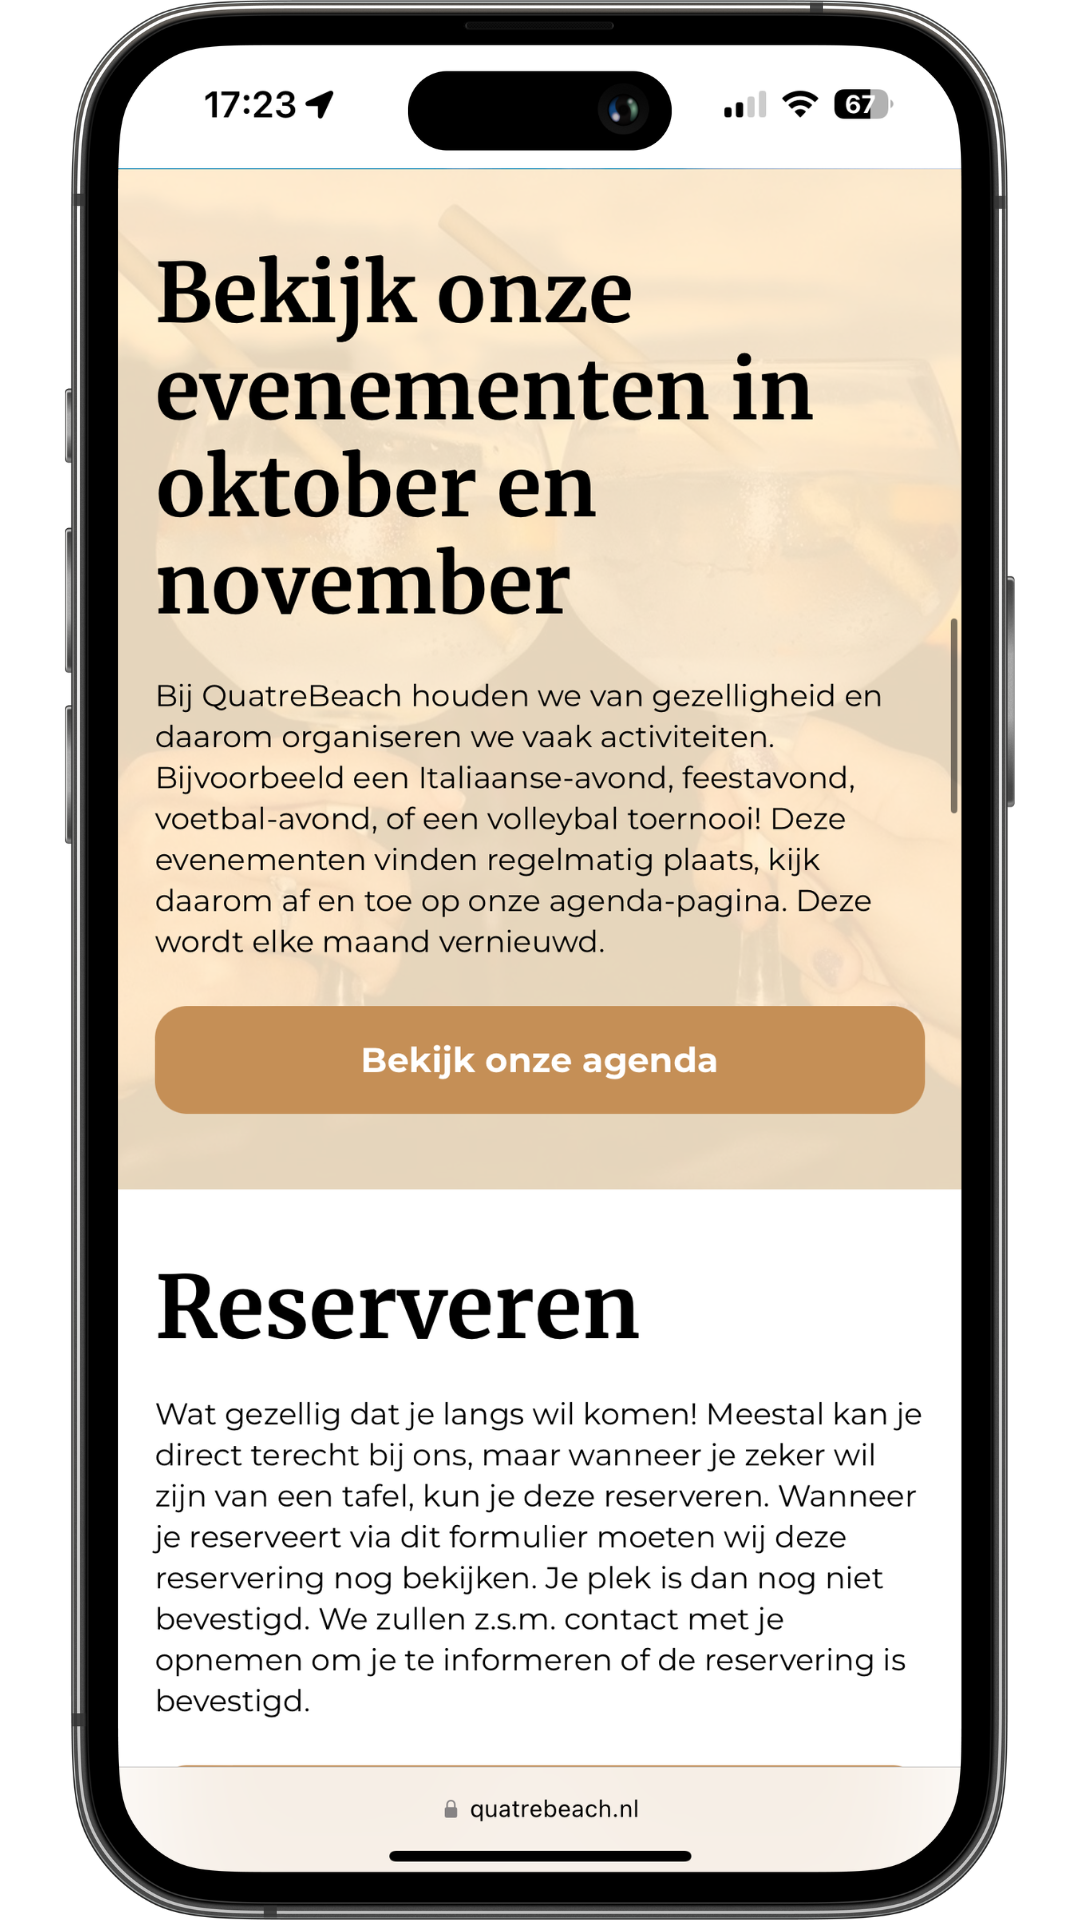 17:23
67
Bekijk onze
evenementen in
oktober en
november
Bij QuatreBeach houden we van gezelligheid en
daarom organiseren we vaak activiteiten.
Bijvoorbeeld een Italiaanse-avond, feestavond,
voetbal-avond, of een volleybal toernooi! Deze
evenementen vinden regelmatig plaats, kijk
daarom af en toe op onze agenda-pagina. Deze
wordt elke maand vernieuwd.
Bekijk onze agenda
Reserveren
Wat gezellig dat je langs wil komen! Meestal kan je
direct terecht bij ons, maar wanneer je zeker wil
zijn van een tafel, kun je deze reserveren. Wanneer
je reserveert via dit formulier moeten wij deze
reservering nog bekijken. Je plek is dan nog niet
bevestigd. We zullen z.s.m. contact met je
opnemen om je te informeren of de reservering is
bevestigd.
quatrebeach.nl